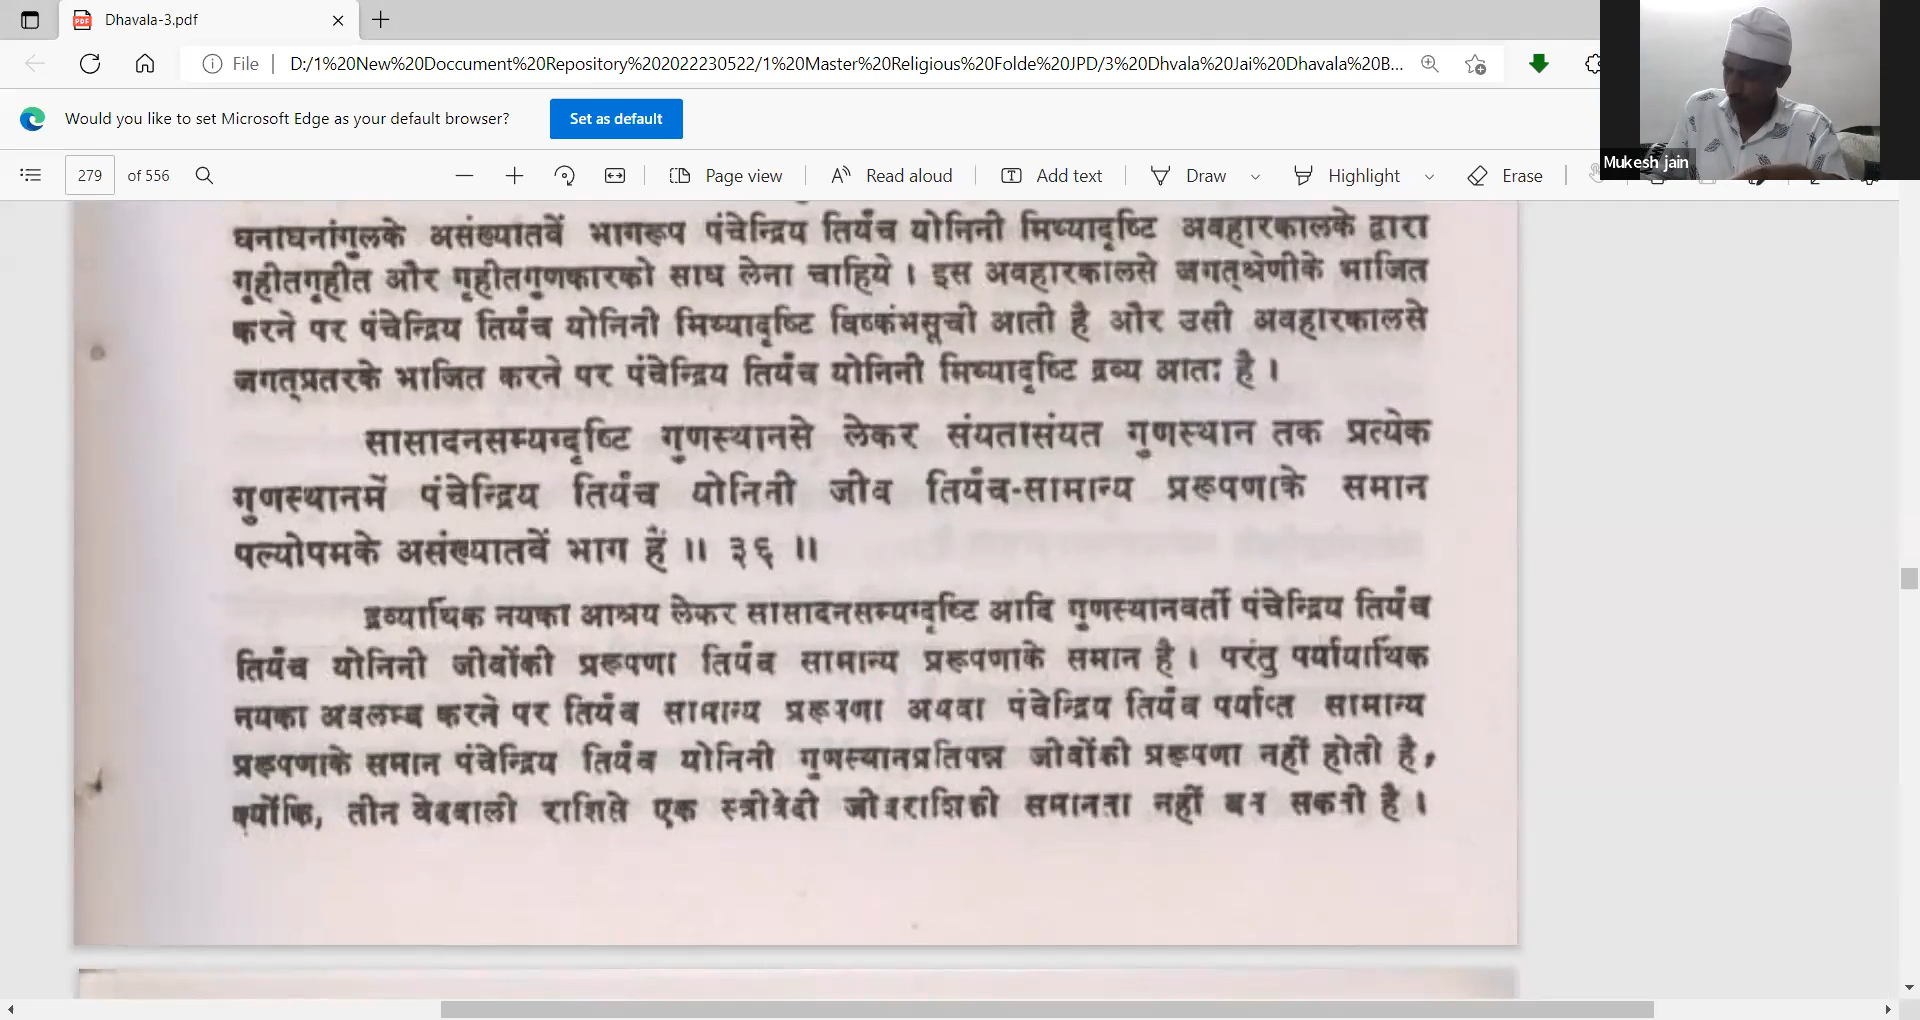 Dhavala-3.pdf
File D:/1%20New%20Doccument%20Repository%202022230522/1%20Master%20Religious%20Folde%20JPD/3%20Dhvala%20Jai%20Dhavala%20B...
Would you like to set Microsoft Edge as your default browser? Set as default
279 of 556 Page view Read aloud Add text Draw Highlight Erase
Mukesh jain
घनाघनांगुलके असंख्यातवें भागरूप पंचेन्द्रिय तिर्यंच योनिनी मिथ्यादृष्टि अवहारकालके द्वारा
गृहीतगृहीत और गृहीतगुणकारको साध लेना चाहिये । इस अवहारकालसे जगत्श्रेणीके भाजित
करने पर पंचेन्द्रिय तिर्यंच योनिनी मिथ्यादृष्टि विष्कंभसूची आती है और उसी अवहारकालसे
जगत्प्रतरके भाजित करने पर पंचेन्द्रिय तिर्यंच योनिनी मिथ्यादृष्टि द्रव्य आता है ।
सासादनसम्यग्दृष्टि गुणस्थानसे लेकर संयतासंयत गुणस्थान तक प्रत्येक
गुणस्थानमें पंचेन्द्रिय तिर्यंच योनिनी जीव तिर्यंच-सामान्य प्ररूपणाके समान
पल्योपमके असंख्यातवें भाग हैं ॥ ३६ ॥
द्रव्यार्थिक नयका आश्रय लेकर सासादनसम्यग्दृष्टि आदि गुणस्थानवर्ती पंचेन्द्रिय तिर्यंच
तिर्यंच योनिनी जीवोंकी प्ररूपणा तिर्यंच सामान्य प्ररूपणाके समान है । परंतु पर्यायार्थिक
नयका अवलम्ब करने पर तिर्यंच सामान्य प्ररूपणा अथवा पंचेन्द्रिय तिर्यंच पर्याप्त सामान्य
प्ररूपणाके समान पंचेन्द्रिय तिर्यंच योनिनी गुणस्थानप्रतिपन्न जीवोंकी प्ररूपणा नहीं होती है,
क्योंकि, तीन वेदवाली राशिसे एक स्त्रीवेदी जीवराशिकी समानता नहीं बन सकती है ।